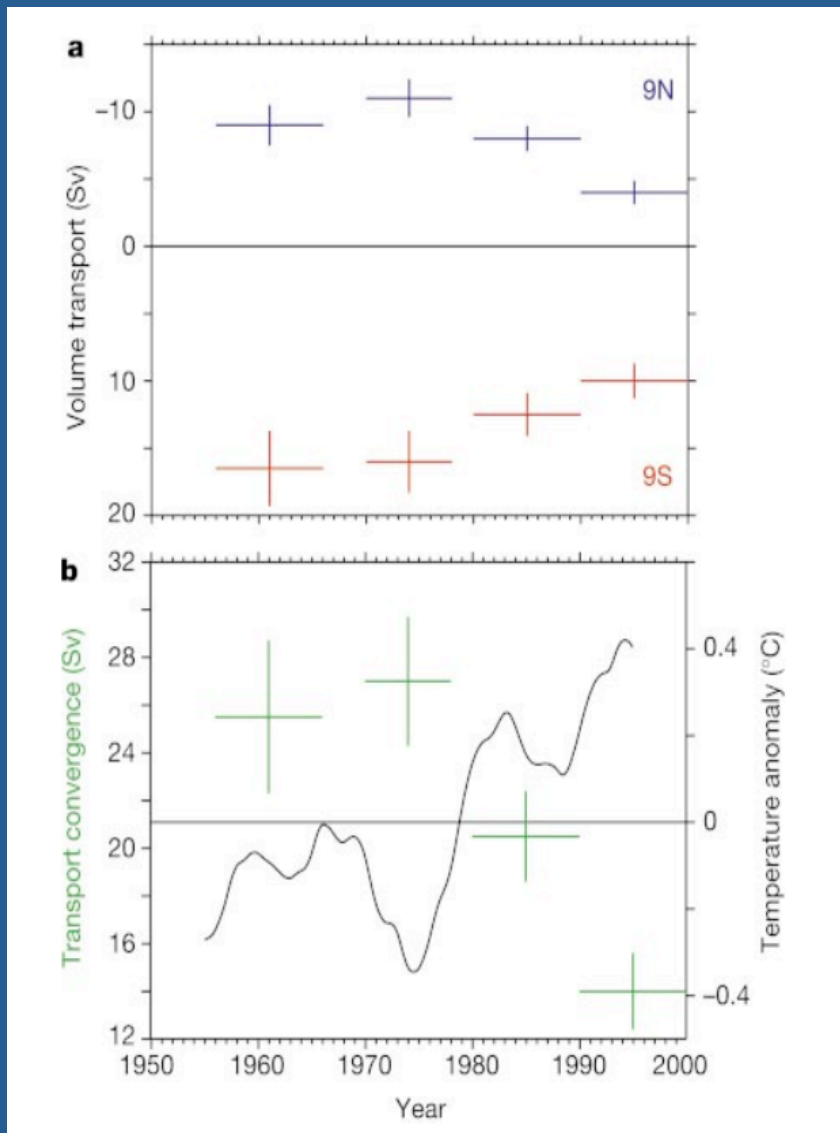 a
9N
−10
0
10
20
Volume transport (Sv)
9S
b
32
28
24
20
16
12
Transport convergence (Sv)
0.4
0
−0.4
Temperature anomaly (°C)
1950 1960 1970 1980 1990 2000
Year